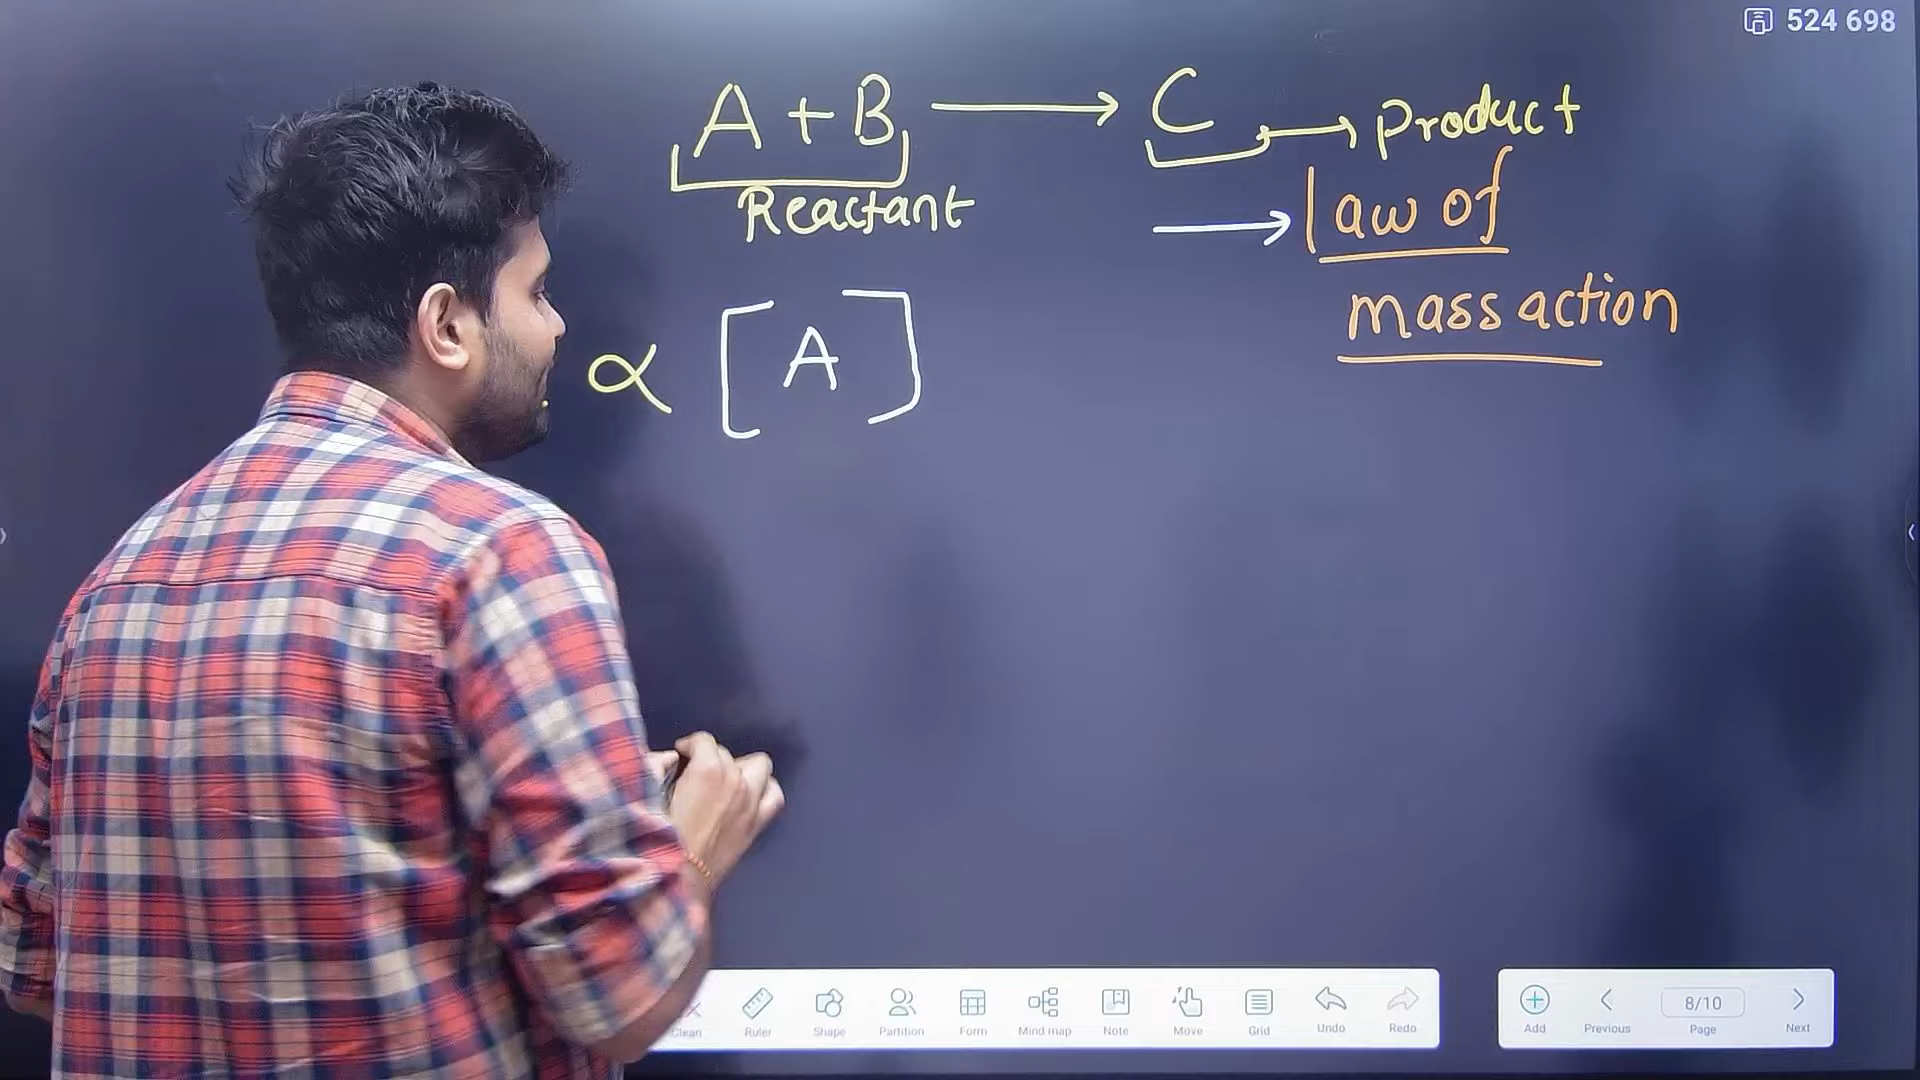 524 698
A + B ⟶ C → product
Reactant
→ law of
mass action
∝ [ A ]
Clean Ruler Shape Partition Form Mind map Note Move Grid Undo Redo
Add Previous 8/10 Page Next